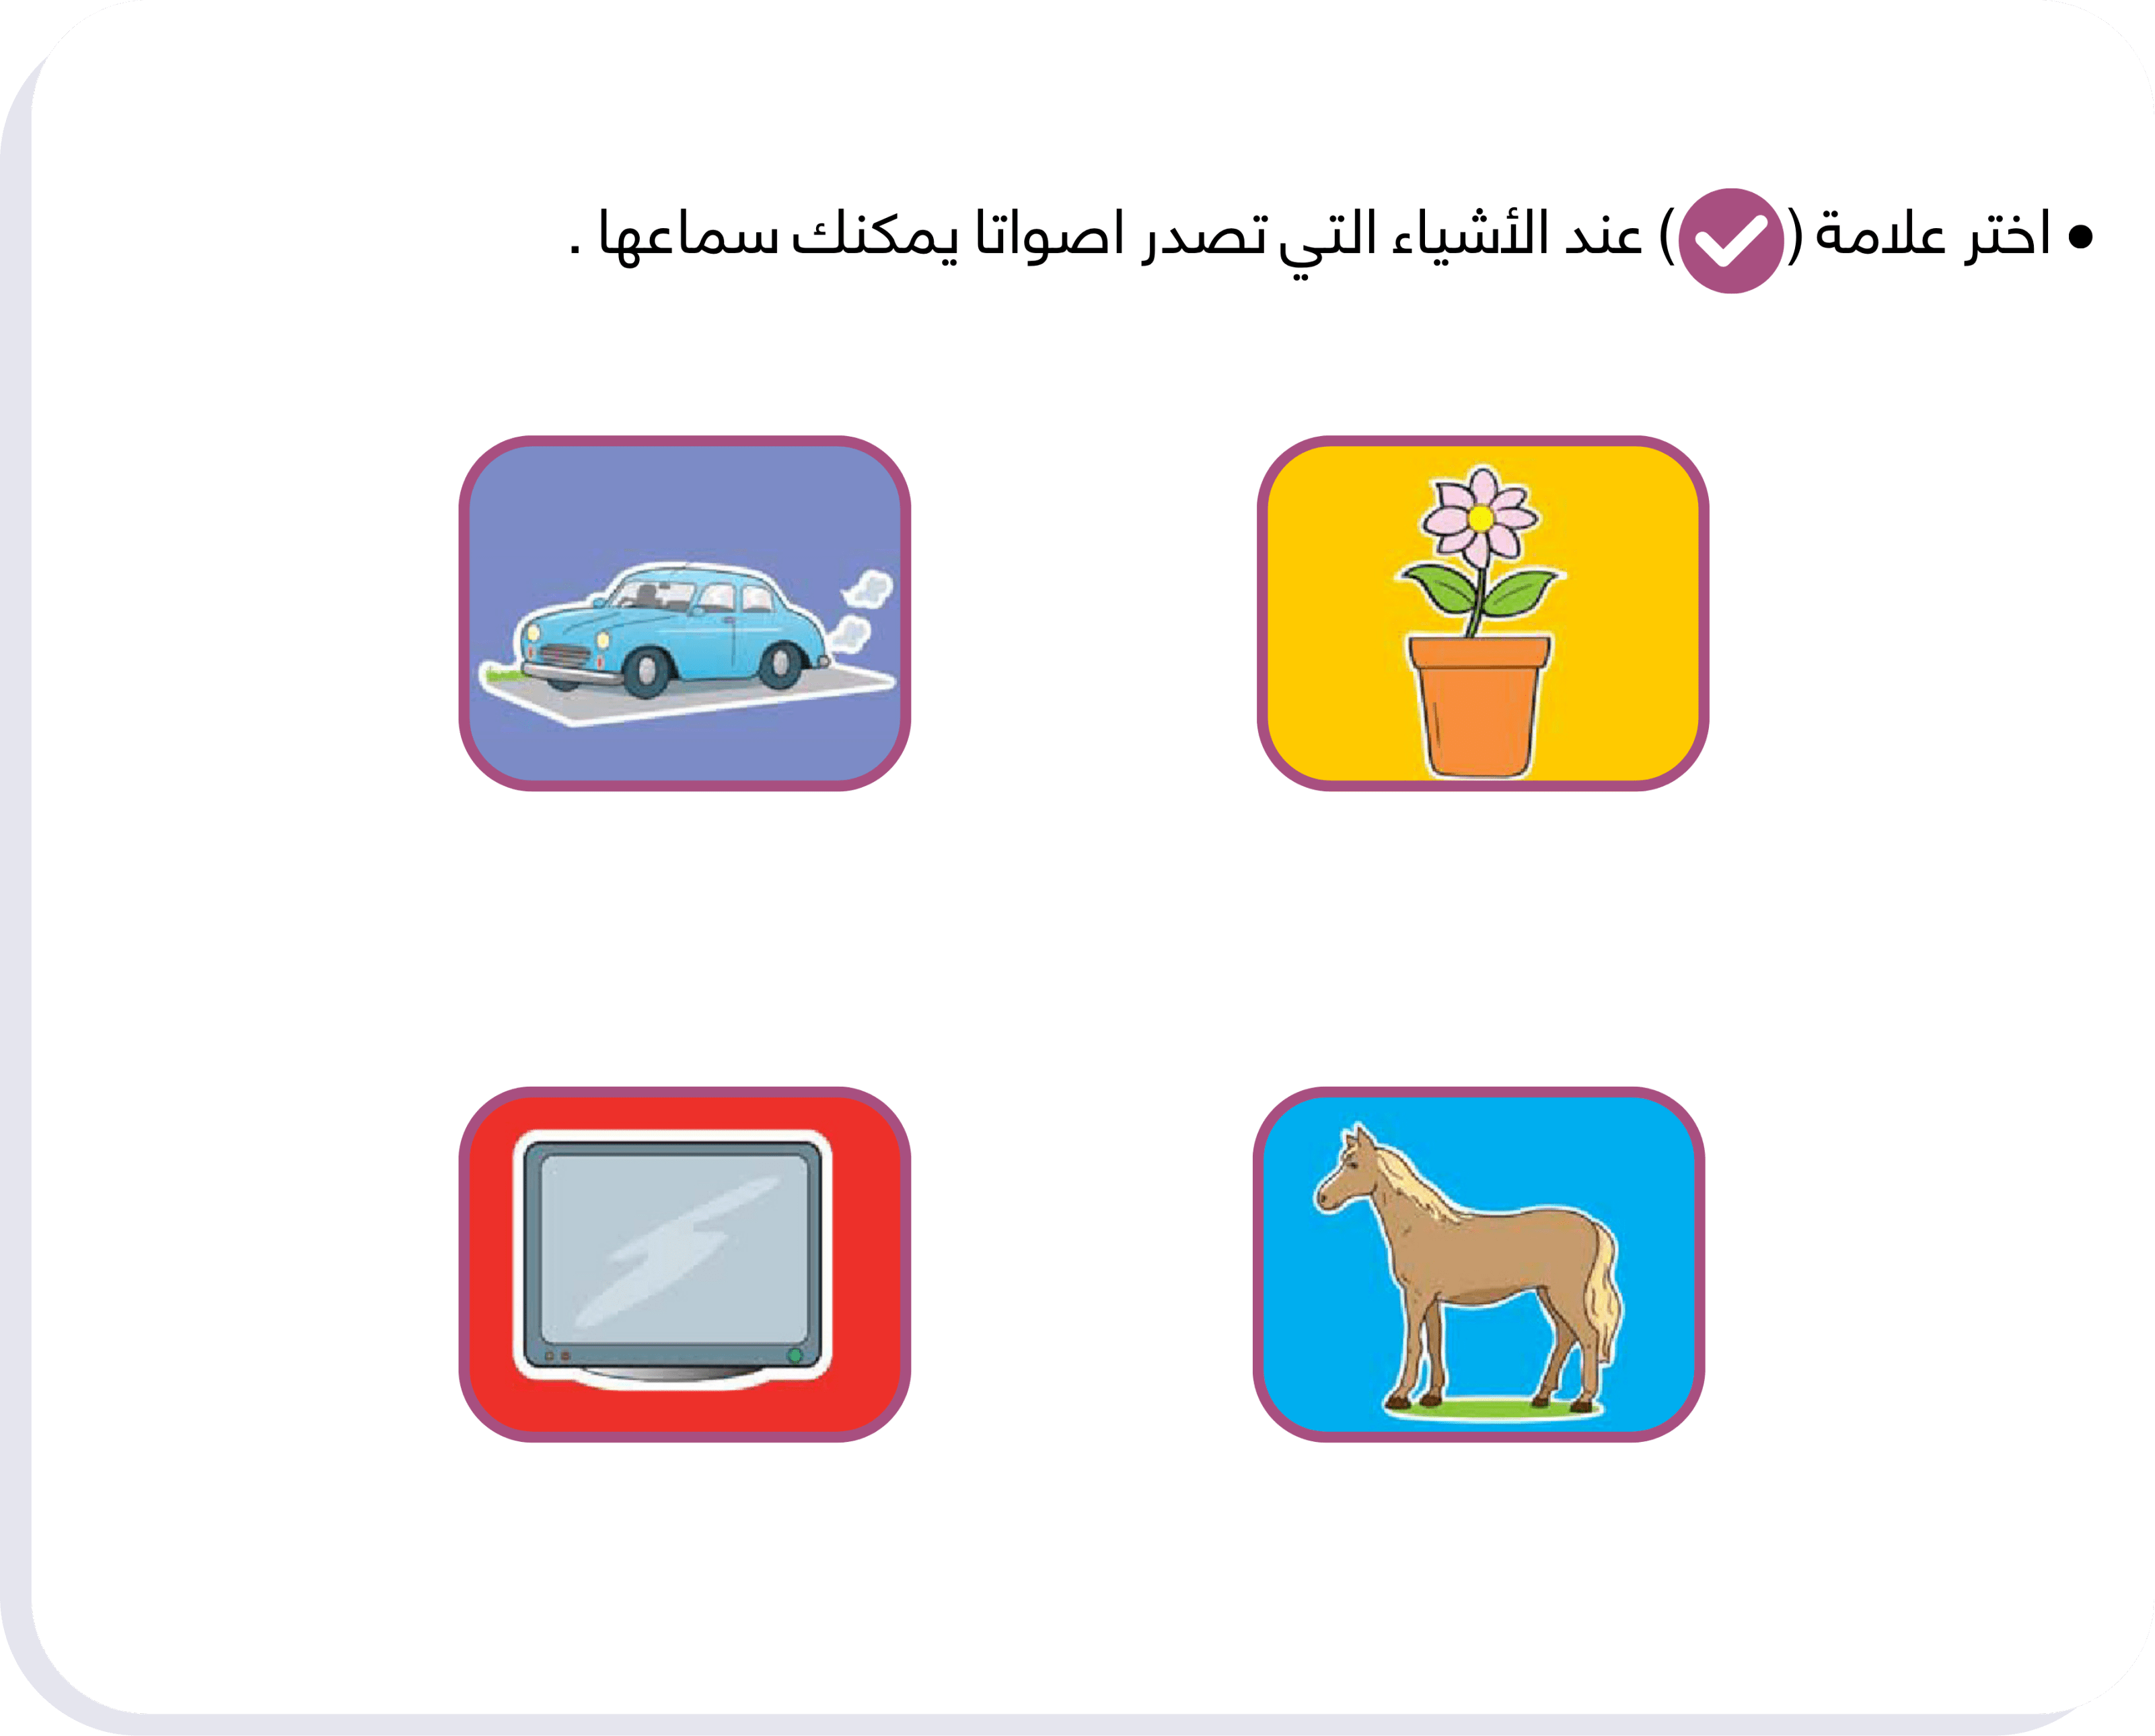 • اختر علامة (✓) عند الأشياء التي تصدر اصواتا يمكنك سماعها .